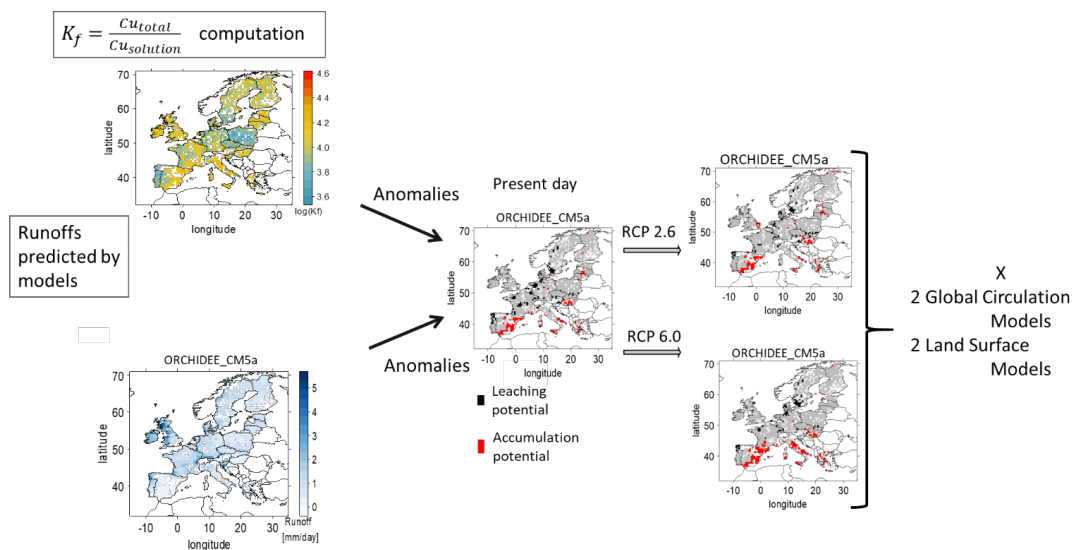 K_f = Cu_total / Cu_solution computation
70
60
50
40
latitude
-10 0 10 20 30
longitude
4.6
4.4
4.2
4.0
3.8
3.6
log(Kf)
Runoffs
predicted by
models
ORCHIDEE_CM5a
70
60
50
40
latitude
-10 0 10 20 30
longitude
5
4
3
2
1
0
Runoff
[mm/day]
Anomalies
Anomalies
Present day
ORCHIDEE_CM5a
70
60
50
40
latitude
-10 0 10 20 30
longitude
Leaching
potential
Accumulation
potential
RCP 2.6
RCP 6.0
ORCHIDEE_CM5a
70
60
50
40
latitude
-10 0 10 20 30
longitude
ORCHIDEE_CM5a
70
60
50
40
latitude
-10 0 10 20 30
longitude
X
2 Global Circulation
Models
2 Land Surface
Models